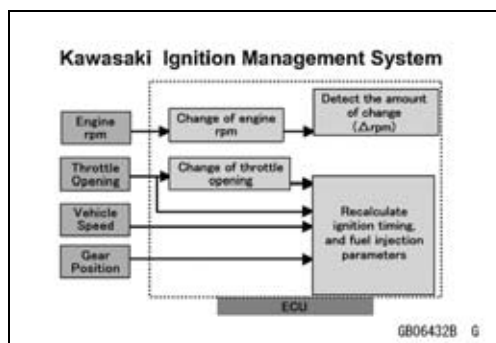 Kawasaki Ignition Management System
Engine
rpm
Change of engine
rpm
Detect the amount
of change
(△rpm)
Throttle
Opening
Change of throttle
opening
Vehicle
Speed
Gear
Position
Recalculate
ignition timing,
and fuel injection
parameters
ECU
GB06432B G